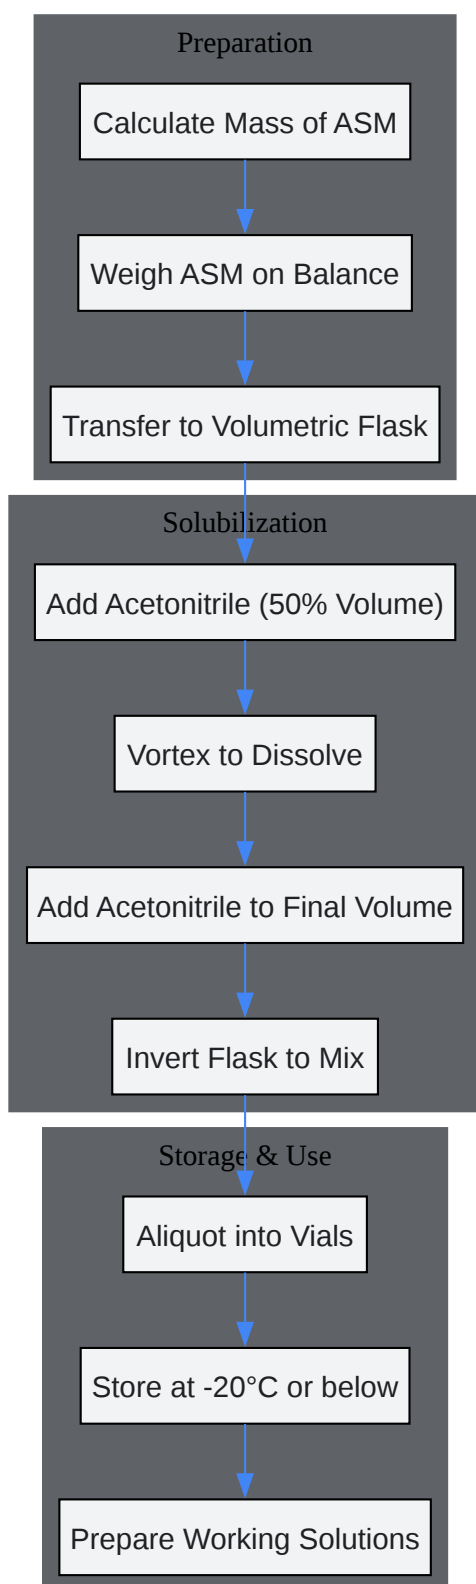 Preparation
Calculate Mass of ASM
Weigh ASM on Balance
Transfer to Volumetric Flask
Solubilization
Add Acetonitrile (50% Volume)
Vortex to Dissolve
Add Acetonitrile to Final Volume
Invert Flask to Mix
Storage & Use
Aliquot into Vials
Store at -20°C or below
Prepare Working Solutions